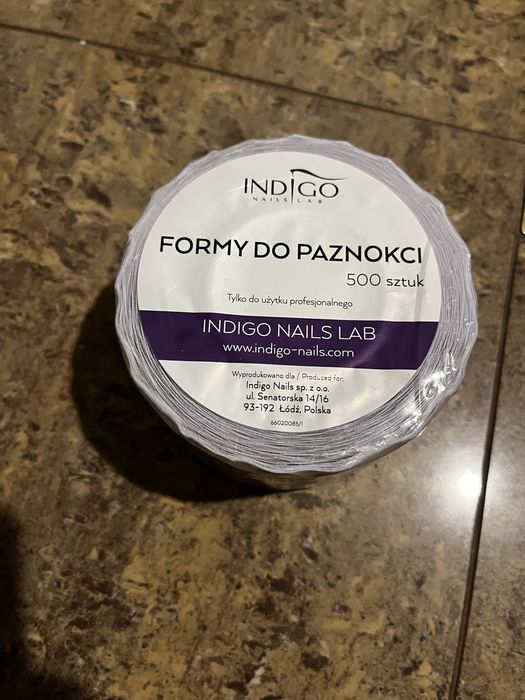 INDIGO
NAILS LAB
FORMY DO PAZNOKCI
500 sztuk
Tylko do użytku profesjonalnego
INDIGO NAILS LAB
www.indigo-nails.com
Wyprodukowano dla / Produced for:
Indigo Nails sp. z o.o.
ul. Senatorska 14/16
93-192 Łódź, Polska
66020085/1